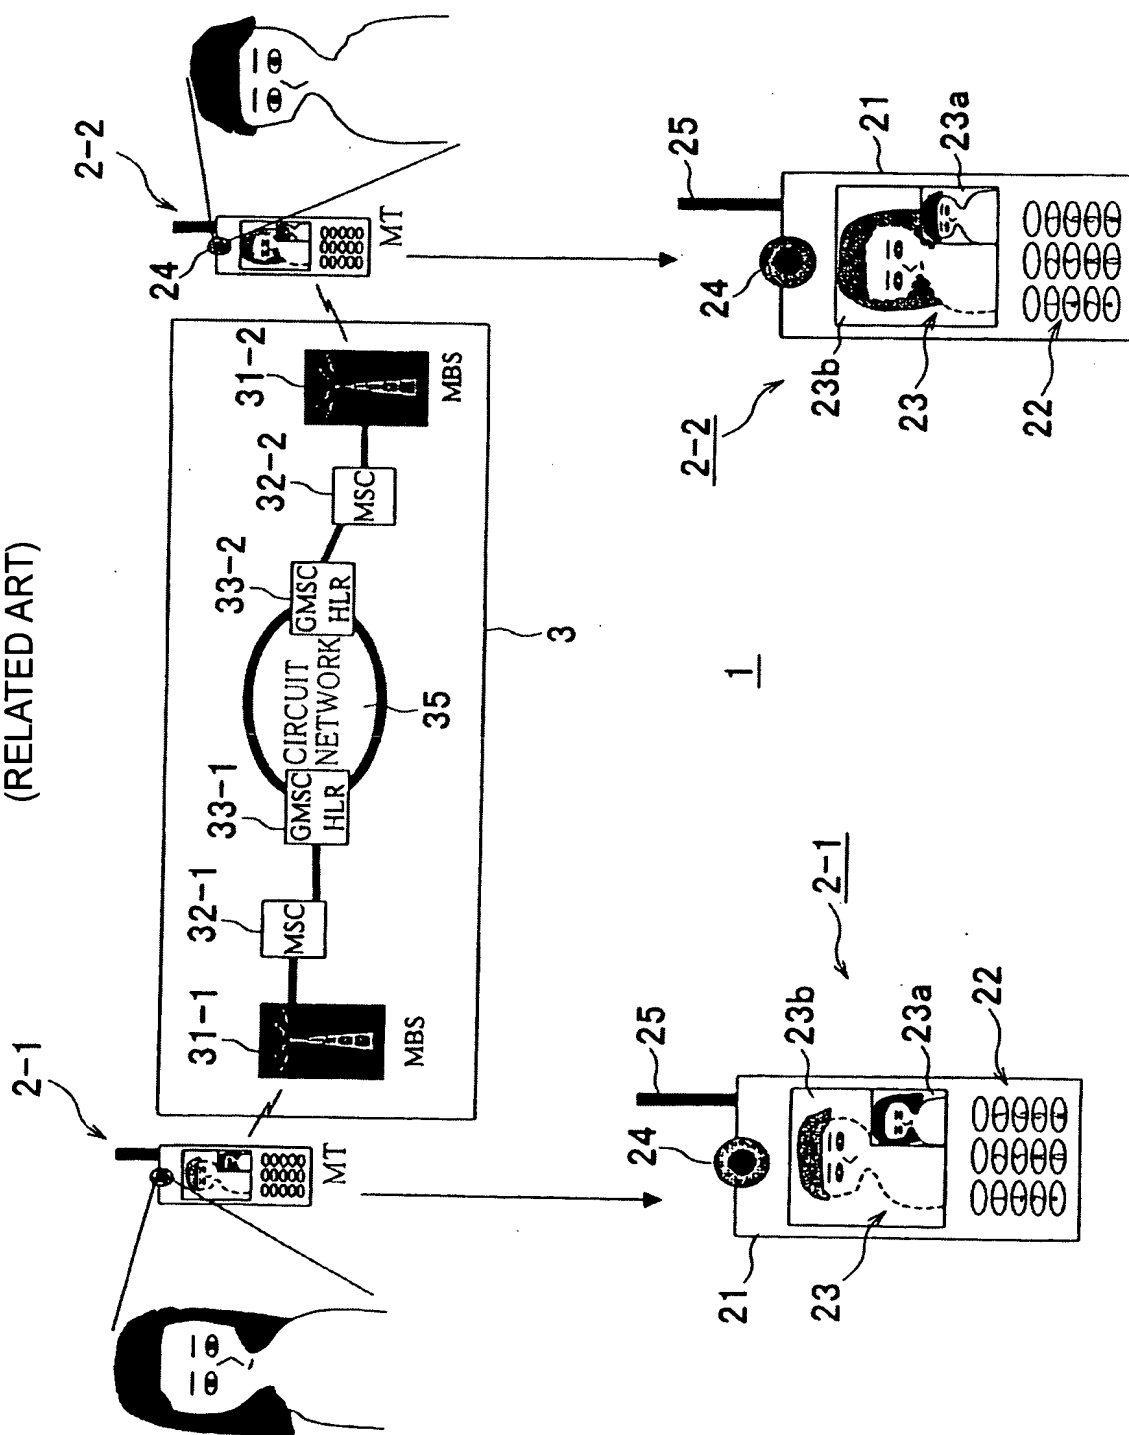 (RELATED ART)
2-1
31-1
32-1
33-1
33-2
32-2
31-2
24
2-2
MT
MBS
MSC
GMSC
HLR
CIRCUIT
NETWORK
GMSC
HLR
MSC
MBS
MT
35
3
1
2-1
21
24
25
23
23b
23a
22
2-2
22
23
23b
24
25
21
23a